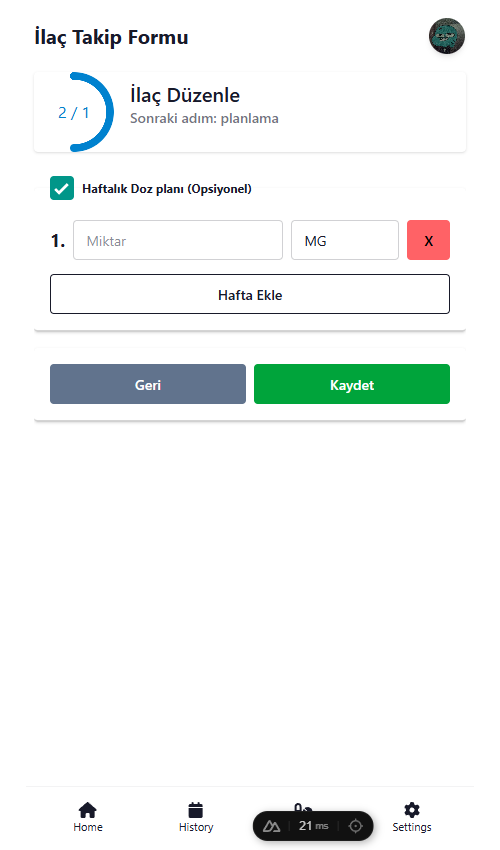 İlaç Takip Formu
2 / 1
İlaç Düzenle
Sonraki adım: planlama
Haftalık Doz planı (Opsiyonel)
1. Miktar MG X
Hafta Ekle
Geri Kaydet
Home History Settings
21 ms